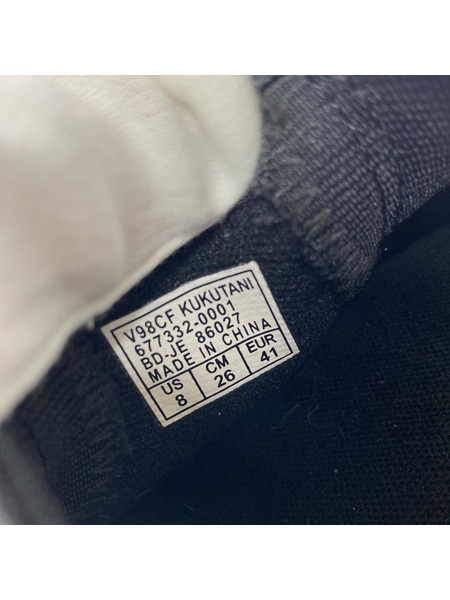 V98CF KUKUTANI
677332-0001
BD-JE 86027
MADE IN CHINA
US CM EUR
8 26 41